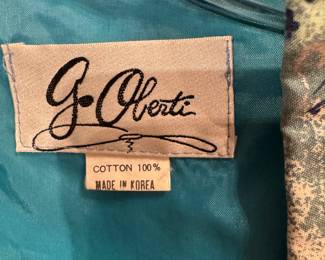 g. Oberti
COTTON 100%
MADE IN KOREA